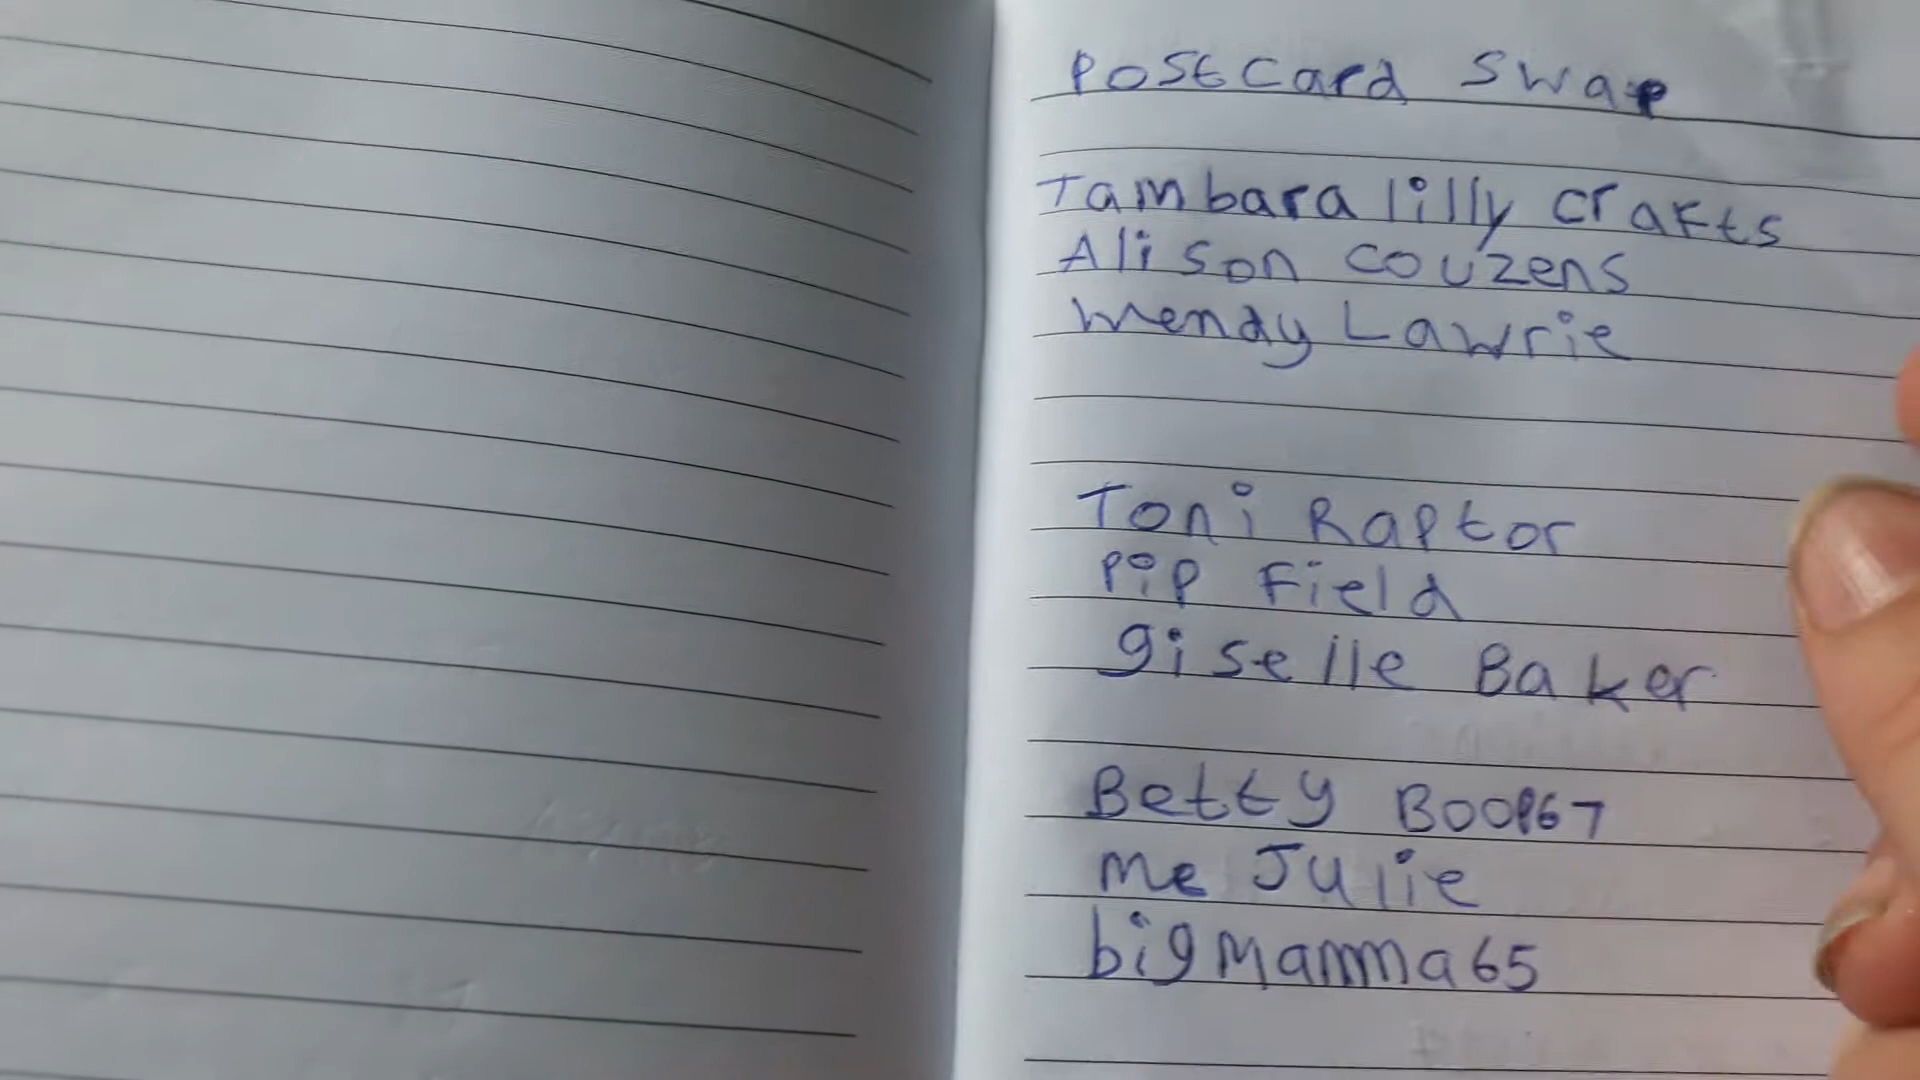 Postcard Swap
Tambara lilly crafts
Alison couzens
Wendy Lawrie
Toni Raptor
Pip Field
giselle Baker
Betty Boop67
me Julie
bigMamma65